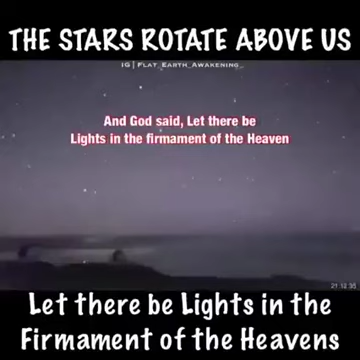 THE STARS ROTATE ABOVE US
IG | FLAT_EARTH_AWAKENING_
And God said, Let there be
Lights in the firmament of the Heaven
21 12 35
Let there be Lights in the
Firmament of the Heavens